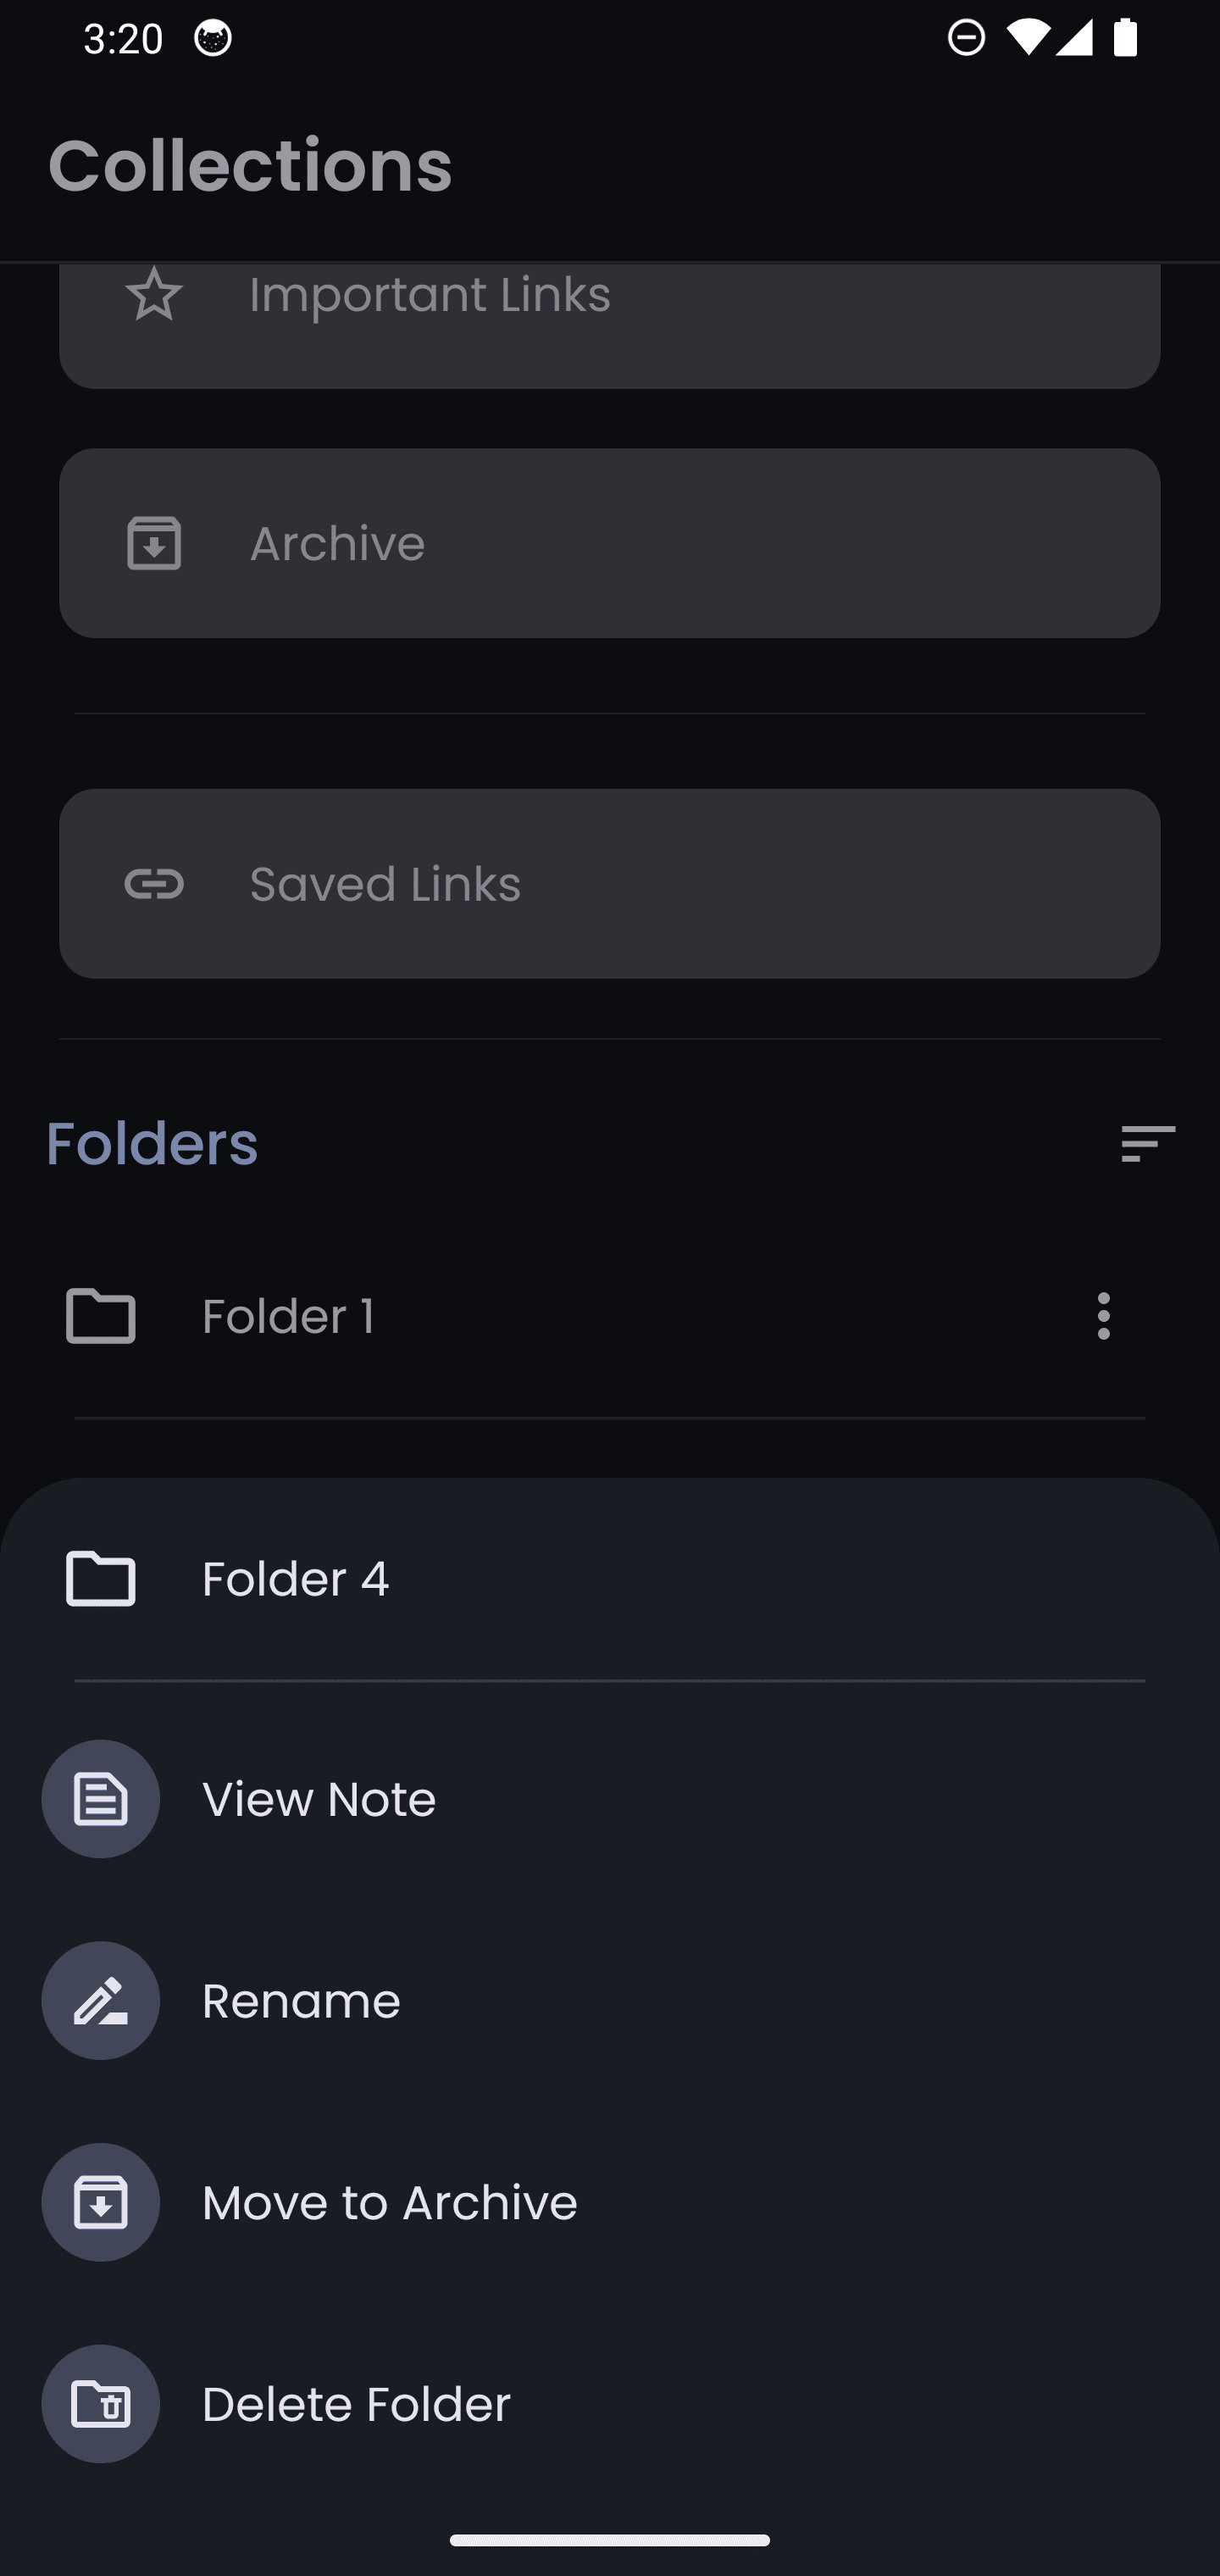 3:20
Collections
Important Links
Archive
Saved Links
Folders
Folder 1
Folder 4
View Note
Rename
Move to Archive
Delete Folder